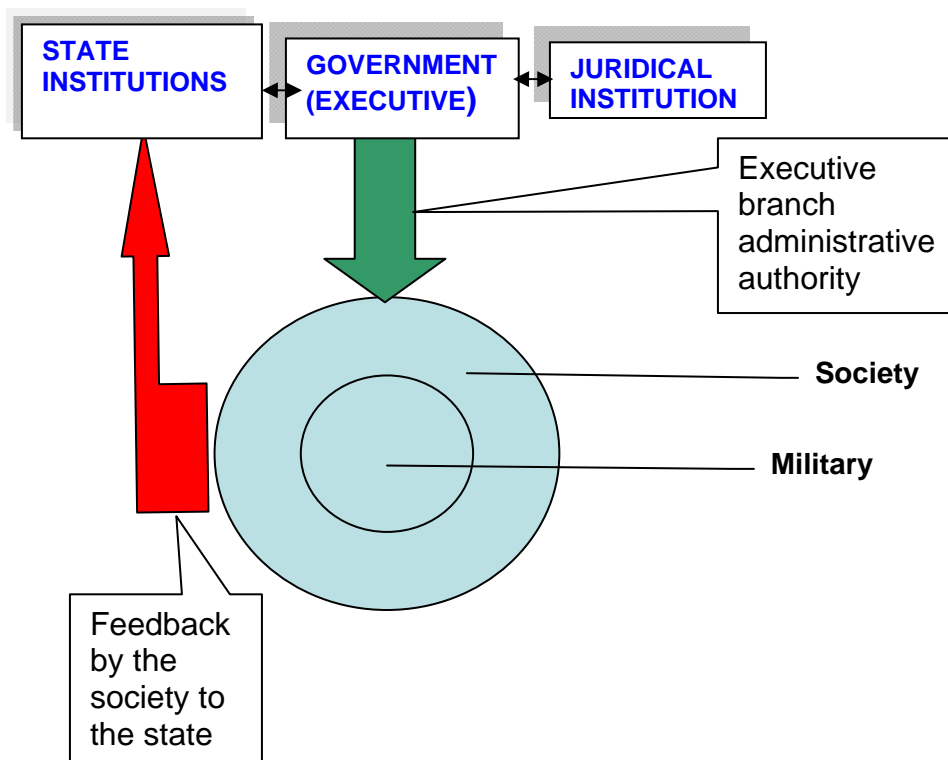 STATE
INSTITUTIONS
GOVERNMENT
(EXECUTIVE)
JURIDICAL
INSTITUTION
Executive
branch
administrative
authority
Society
Military
Feedback
by the
society to
the state